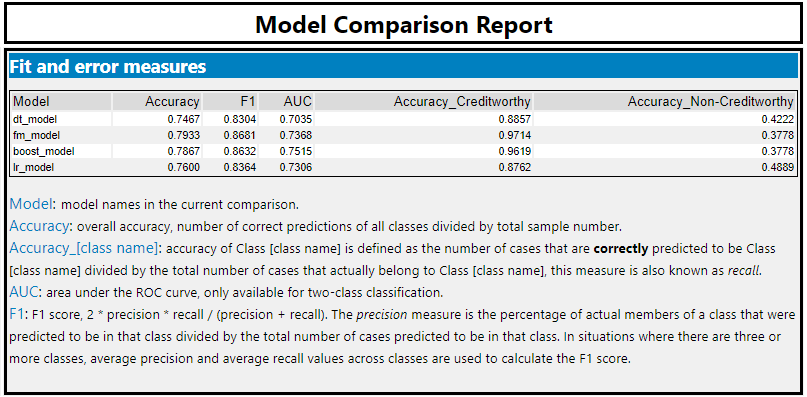 Model Comparison Report
Fit and error measures
Model Accuracy F1 AUC Accuracy_Creditworthy Accuracy_Non-Creditworthy
dt_model 0.7467 0.8304 0.7035 0.8857 0.4222
fm_model 0.7933 0.8681 0.7368 0.9714 0.3778
boost_model 0.7867 0.8632 0.7515 0.9619 0.3778
lr_model 0.7600 0.8364 0.7306 0.8762 0.4889
Model: model names in the current comparison.
Accuracy: overall accuracy, number of correct predictions of all classes divided by total sample number.
Accuracy_[class name]: accuracy of Class [class name] is defined as the number of cases that are correctly predicted to be Class
[class name] divided by the total number of cases that actually belong to Class [class name], this measure is also known as recall.
AUC: area under the ROC curve, only available for two-class classification.
F1: F1 score, 2 * precision * recall / (precision + recall). The precision measure is the percentage of actual members of a class that were
predicted to be in that class divided by the total number of cases predicted to be in that class. In situations where there are three or
more classes, average precision and average recall values across classes are used to calculate the F1 score.